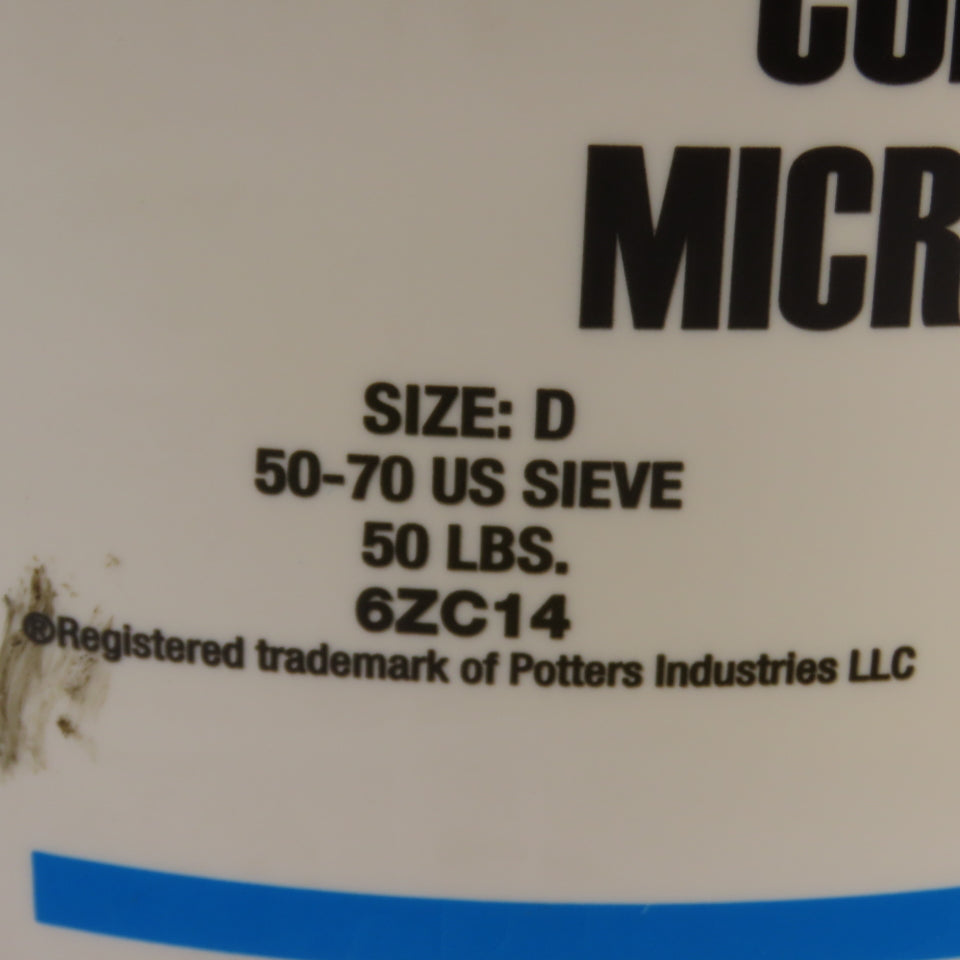 MICR
SIZE: D
50-70 US SIEVE
50 LBS.
6ZC14
®Registered trademark of Potters Industries LLC